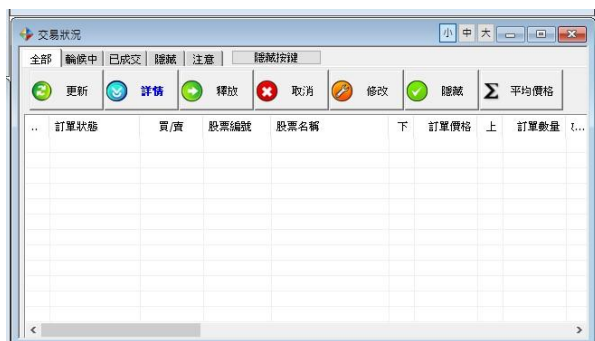 交易狀況 小 中 大
全部 輪候中 已成交 隱藏 注意 隱藏按鍵
更新 詳情 釋放 取消 修改 隱藏 Σ 平均價格
.. 訂單狀態 買/賣 股票編號 股票名稱 下 訂單價格 上 訂單數量